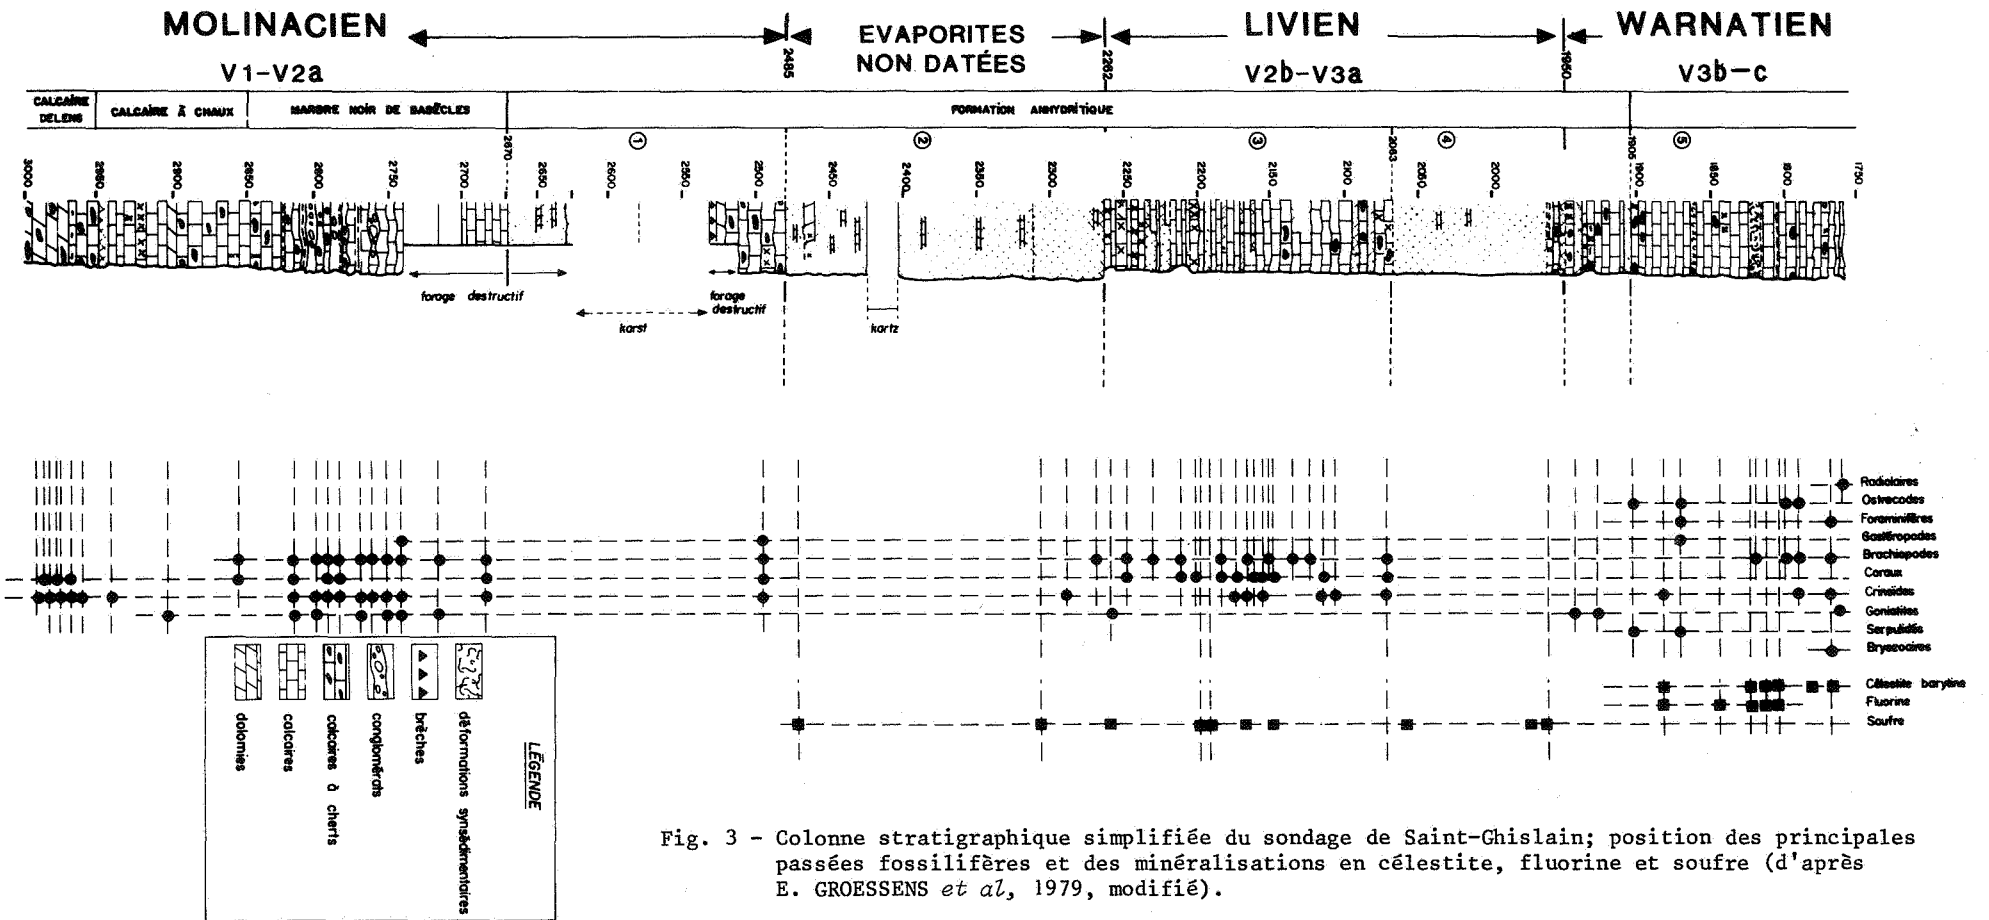 MOLINACIEN
V1-V2a
EVAPORITES
NON DATÉES
LIVIEN
V2b-V3a
WARNATIEN
V3b-c
2485
2262
1950
CALCAIRE
DE LENS
CALCAIRE À CHAUX
MARBRE NOIR DE BASÈCLES
FORMATION ANHYDRITIQUE
1 2 3 4 5
3000 2950 2900 2850 2800 2750 2700 2670 2650 2600 2550 2500 2450 2400 2350 2300 2250 2200 2150 2100 2063 2050 2000 1905 1900 1850 1800 1750
forage destructif
karst
forage
destructif
kartz
Radiolaires
Ostracodes
Foraminifères
Gastéropodes
Brachiopodes
Coraux
Crinoïdes
Goniatites
Serpulidés
Bryozoaires
Célestite barytine
Fluorine
Soufre
LÉGENDE
déformations synsédimentaires
brèches
conglomérats
calcaires à cherts
calcaires
dolomies
Fig. 3 - Colonne stratigraphique simplifiée du sondage de Saint-Ghislain; position des principales
passées fossilifères et des minéralisations en célestite, fluorine et soufre (d'après
E. GROESSENS et al, 1979, modifié).